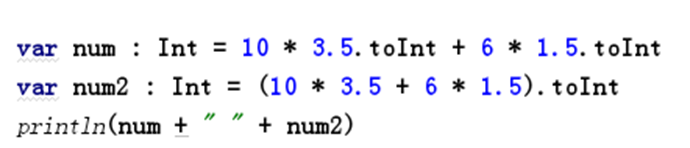 var num : Int = 10 * 3.5.toInt + 6 * 1.5.toInt
var num2 : Int = (10 * 3.5 + 6 * 1.5).toInt
println(num + " " + num2)